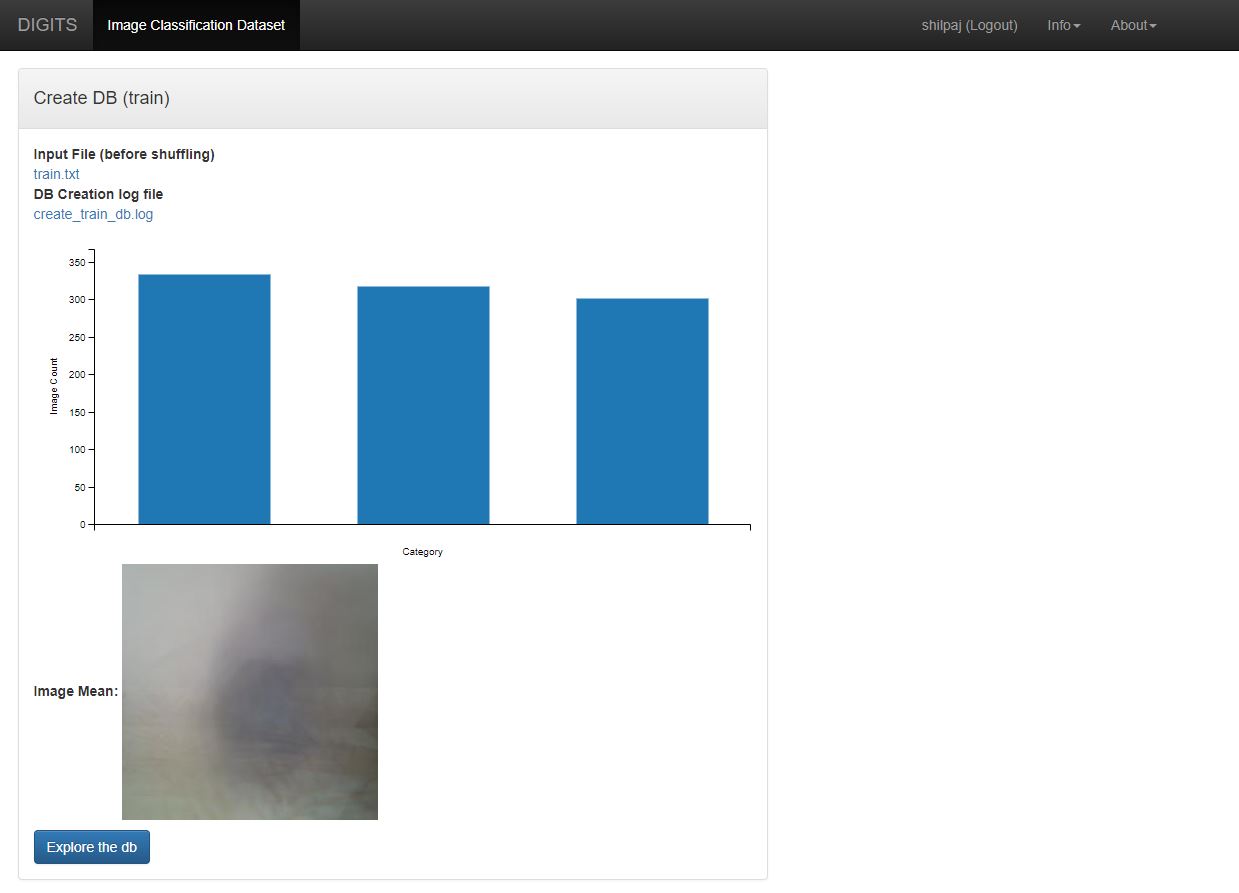 DIGITS Image Classification Dataset shilpaj (Logout) Info About
Create DB (train)
Input File (before shuffling)
train.txt
DB Creation log file
create_train_db.log
350
300
250
200
150
100
50
0
Image Count
Category
Image Mean:
Explore the db